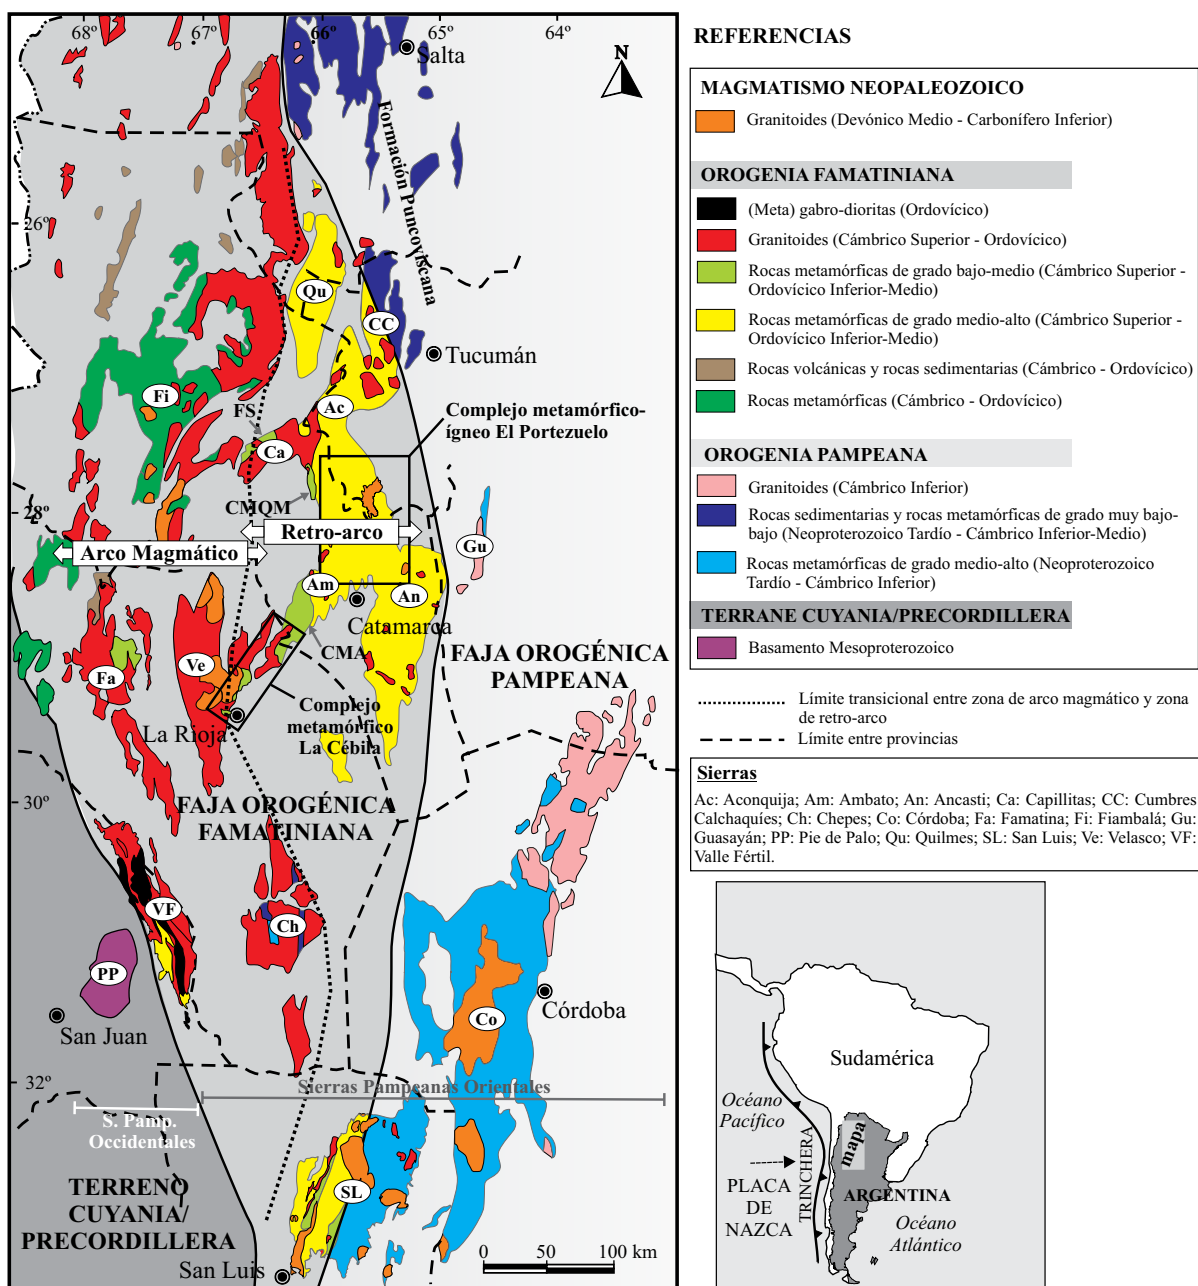 68º
67º
66º
65º
64º
Salta
N
Formación Puncoviscana
26º
Qu
CC
Tucumán
Fi
FS
Ac
Complejo metamórfico-
ígneo El Portezuelo
Ca
CMQM
28º
Retro-arco
Arco Magmático
Gu
Am
An
Catamarca
CMA
FAJA OROGÉNICA
PAMPEANA
Ve
Fa
Complejo
metamórfico
La Cébila
La Rioja
30º
FAJA OROGÉNICA
FAMATINIANA
VF
Ch
PP
San Juan
Córdoba
Co
32º
Sierras Pampeanas Orientales
S. Pamp.
Occidentales
TERRENO
CUYANIA/
PRECORDILLERA
SL
San Luis
0 50 100 km
REFERENCIAS
MAGMATISMO NEOPALEOZOICO
Granitoides (Devónico Medio - Carbonífero Inferior)
OROGENIA FAMATINIANA
(Meta) gabro-dioritas (Ordovícico)
Granitoides (Cámbrico Superior - Ordovícico)
Rocas metamórficas de grado bajo-medio (Cámbrico Superior -
Ordovícico Inferior-Medio)
Rocas metamórficas de grado medio-alto (Cámbrico Superior -
Ordovícico Inferior-Medio)
Rocas volcánicas y rocas sedimentarias (Cámbrico - Ordovícico)
Rocas metamórficas (Cámbrico - Ordovícico)
OROGENIA PAMPEANA
Granitoides (Cámbrico Inferior)
Rocas sedimentarias y rocas metamórficas de grado muy bajo-
bajo (Neoproterozoico Tardío - Cámbrico Inferior-Medio)
Rocas metamórficas de grado medio-alto (Neoproterozoico
Tardío - Cámbrico Inferior)
TERRANE CUYANIA/PRECORDILLERA
Basamento Mesoproterozoico
Límite transicional entre zona de arco magmático y zona
de retro-arco
Límite entre provincias
Sierras
Ac: Aconquija; Am: Ambato; An: Ancasti; Ca: Capillitas; CC: Cumbres
Calchaquíes; Ch: Chepes; Co: Córdoba; Fa: Famatina; Fi: Fiambalá; Gu:
Guasayán; PP: Pie de Palo; Qu: Quilmes; SL: San Luis; Ve: Velasco; VF:
Valle Fértil.
Sudamérica
Océano
Pacífico
mapa
TRINCHERA
PLACA
DE
NAZCA
ARGENTINA
Océano
Atlántico